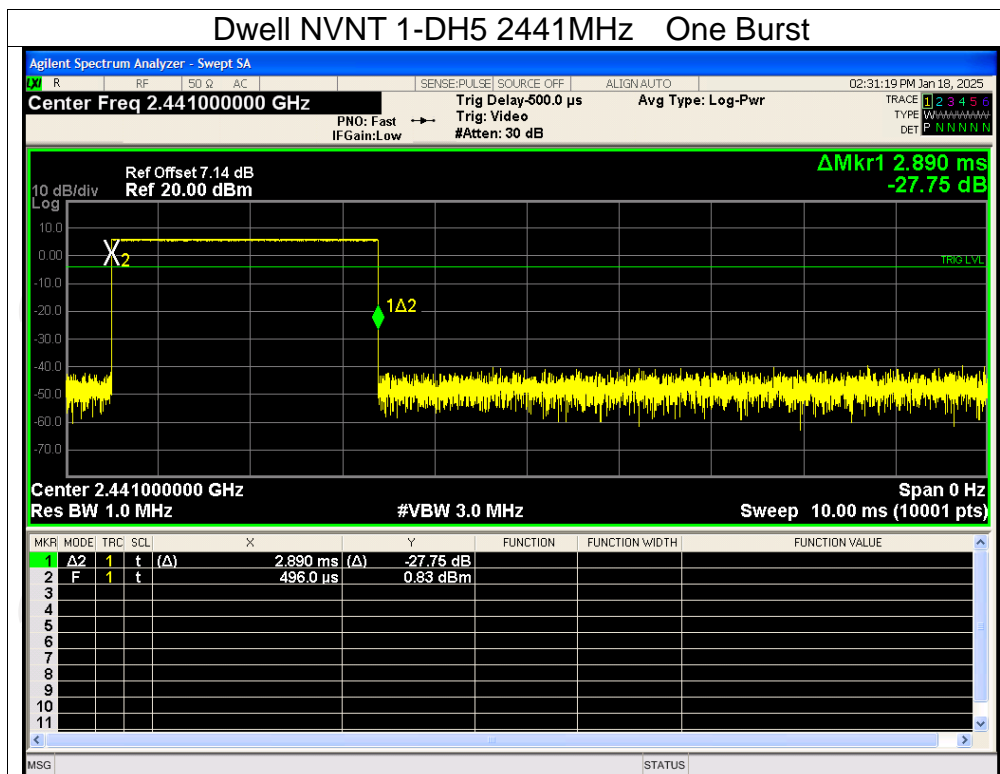 Dwell NVNT 1-DH5 2441MHz One Burst
Agilent Spectrum Analyzer - Swept SA
LXI R RF 50 Ω AC SENSE:PULSE SOURCE OFF ALIGN AUTO 02:31:19 PM Jan 18, 2025
Center Freq 2.441000000 GHz Trig Delay-500.0 µs Avg Type: Log-Pwr TRACE 1 2 3 4 5 6
PNO: Fast Trig: Video TYPE W
IFGain:Low #Atten: 30 dB DET P N N N N N
ΔMkr1 2.890 ms
-27.75 dB
Ref Offset 7.14 dB
10 dB/div Ref 20.00 dBm
Log
10.0
0.00
2
TRIG LVL
-10.0
-20.0
1Δ2
-30.0
-40.0
-50.0
-60.0
-70.0
Center 2.441000000 GHz Span 0 Hz
Res BW 1.0 MHz #VBW 3.0 MHz Sweep 10.00 ms (10001 pts)
MKR MODE TRC SCL X Y FUNCTION FUNCTION WIDTH FUNCTION VALUE
1 Δ2 1 t (Δ) 2.890 ms (Δ) -27.75 dB
2 F 1 t 496.0 µs 0.83 dBm
3
4
5
6
7
8
9
10
11
MSG STATUS